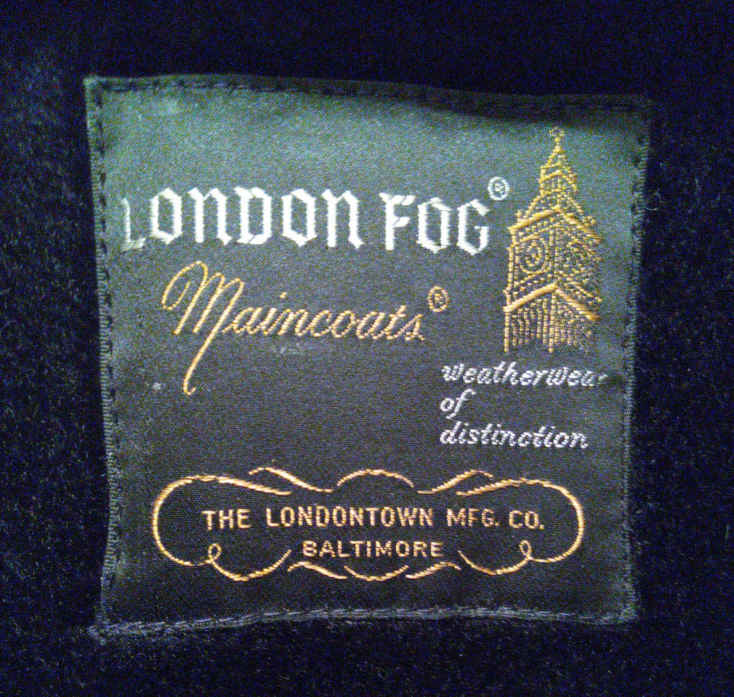 LONDON FOG®
Maincoats®
weatherwear
of
distinction
THE LONDONTOWN MFG. CO.
BALTIMORE